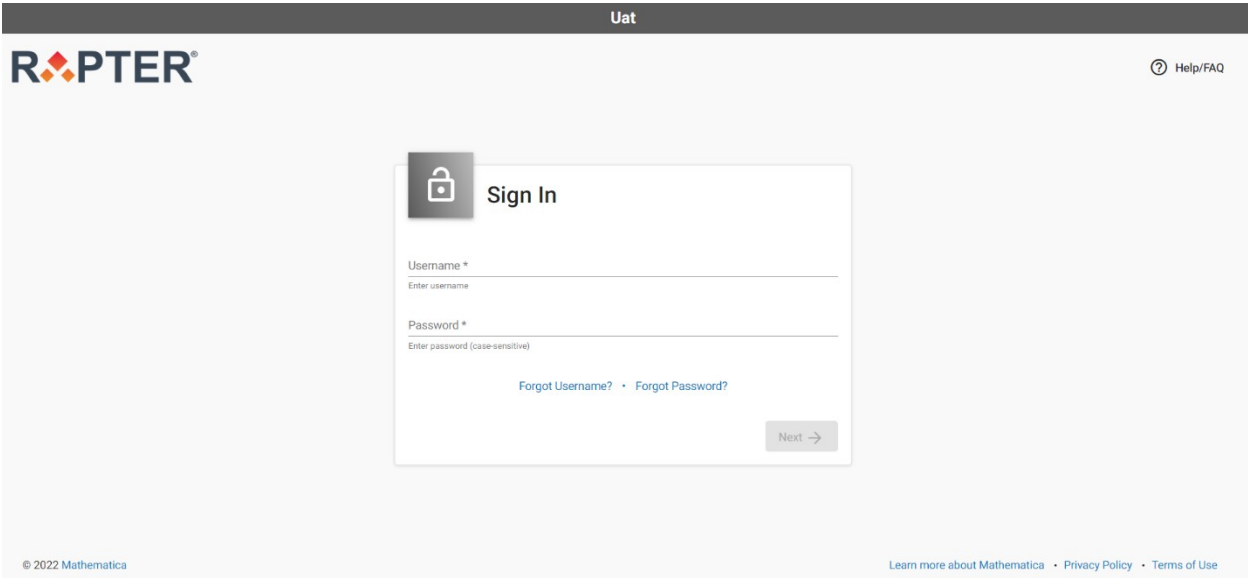 Uat
RAPTER®
Help/FAQ
Sign In
Username *
Enter username
Password *
Enter password (case-sensitive)
Forgot Username? • Forgot Password?
Next →
© 2022 Mathematica
Learn more about Mathematica • Privacy Policy • Terms of Use